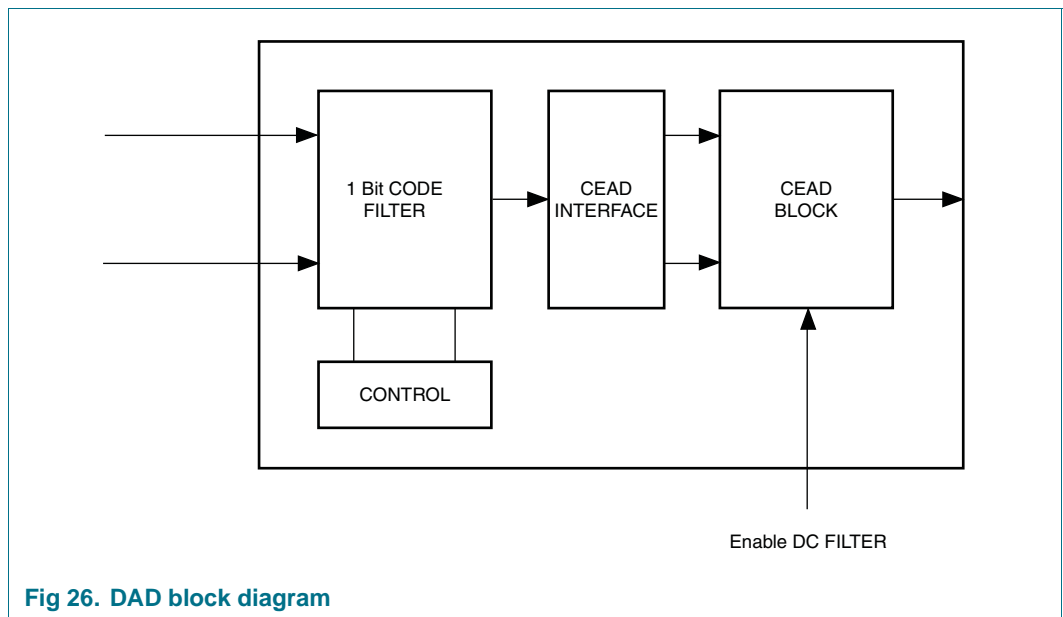 1 Bit CODE
FILTER
CEAD
INTERFACE
CEAD
BLOCK
CONTROL
Enable DC FILTER
Fig 26. DAD block diagram